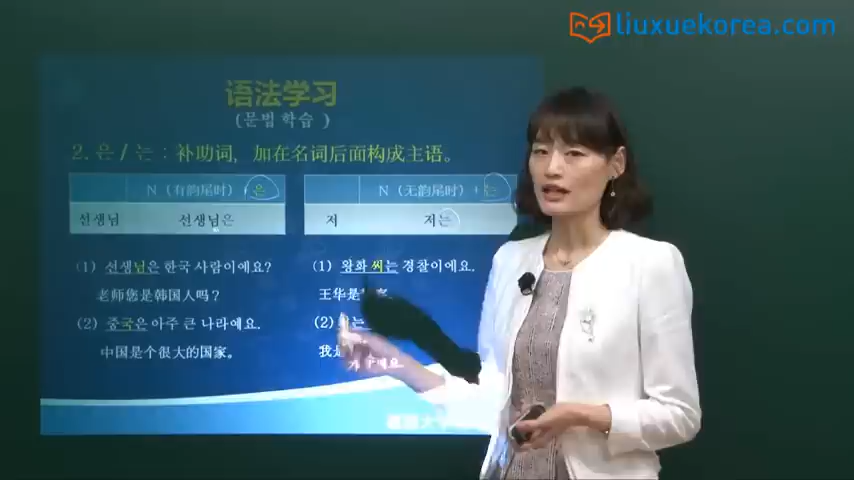 liuxuekorea.com
语法学习
(문법 학습)
2. 은 / 는 : 补助词, 加在名词后面构成主语。
N (有韵尾时) + 은
N (无韵尾时) + 는
선생님 선생님은
저 저는
(1) 선생님은 한국 사람이에요?
老师您是韩国人吗?
(2) 중국은 아주 큰 나라예요.
中国是个很大的国家。
(1) 왕화 씨는 경찰이에요.
王华是
(2) 는
我是